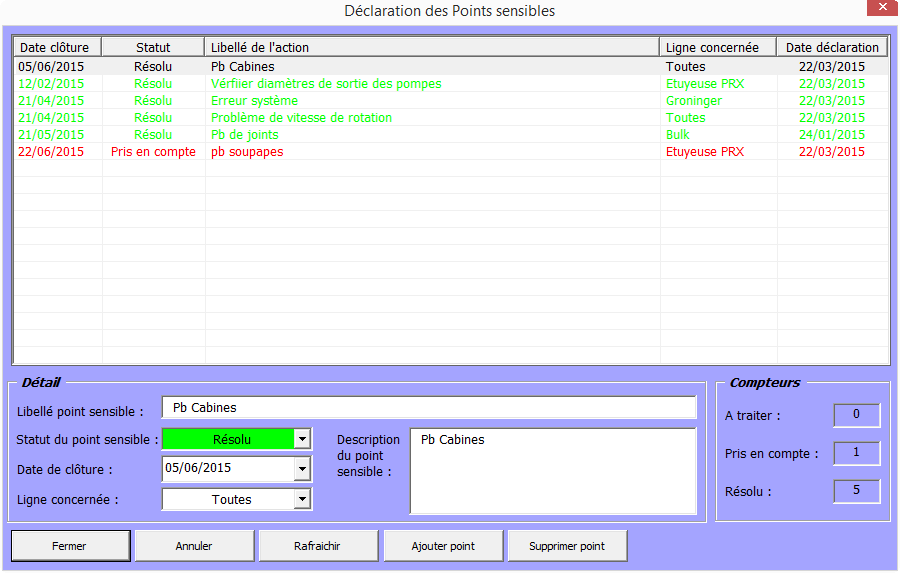 Déclaration des Points sensibles
Date clôture Statut Libellé de l'action Ligne concernée Date déclaration
05/06/2015 Résolu Pb Cabines Toutes 22/03/2015
12/02/2015 Résolu Vérfiier diamètres de sortie des pompes Etuyeuse PRX 22/03/2015
21/04/2015 Résolu Erreur système Groninger 22/03/2015
21/04/2015 Résolu Problème de vitesse de rotation Toutes 22/03/2015
21/05/2015 Résolu Pb de joints Bulk 24/01/2015
22/06/2015 Pris en compte pb soupapes Etuyeuse PRX 22/03/2015
Détail
Libellé point sensible : Pb Cabines
Statut du point sensible : Résolu
Date de clôture : 05/06/2015
Ligne concernée : Toutes
Description
du point
sensible :
Pb Cabines
Compteurs
A traiter : 0
Pris en compte : 1
Résolu : 5
Fermer Annuler Rafraichir Ajouter point Supprimer point